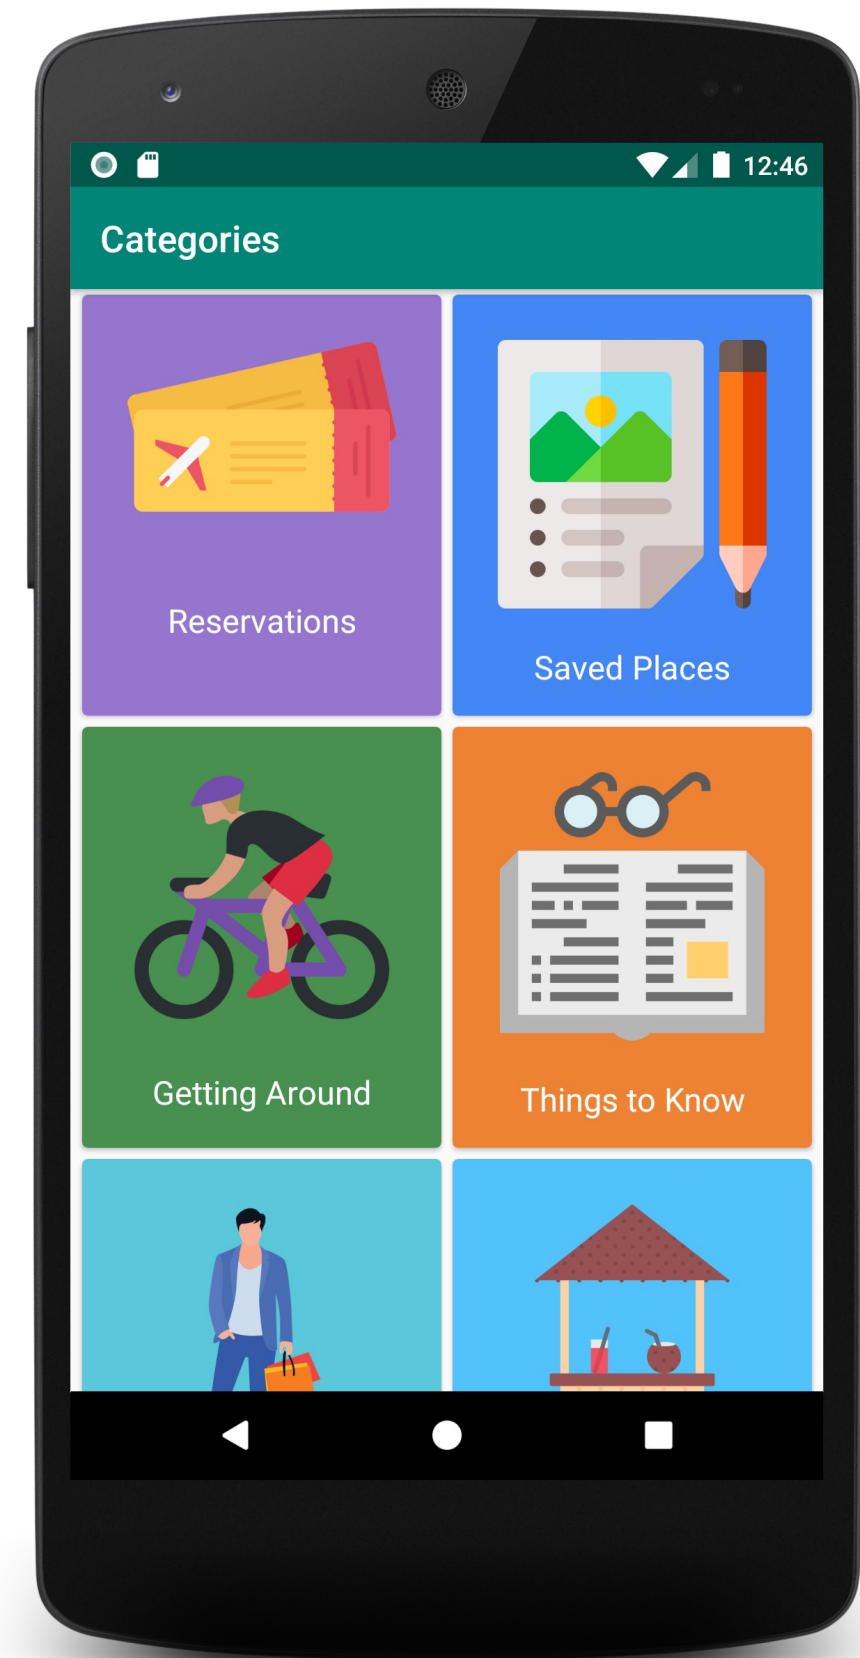 12:46
Categories
Reservations
Saved Places
Getting Around
Things to Know